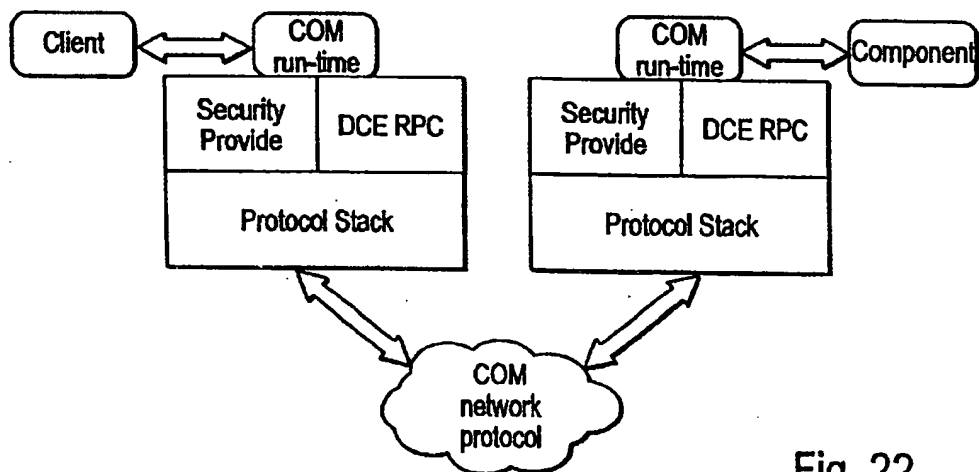 Client
COM
run-time
COM
run-time
Component
Security
Provide
DCE RPC
Security
Provide
DCE RPC
Protocol Stack
Protocol Stack
COM
network
protocol
Fig. 22